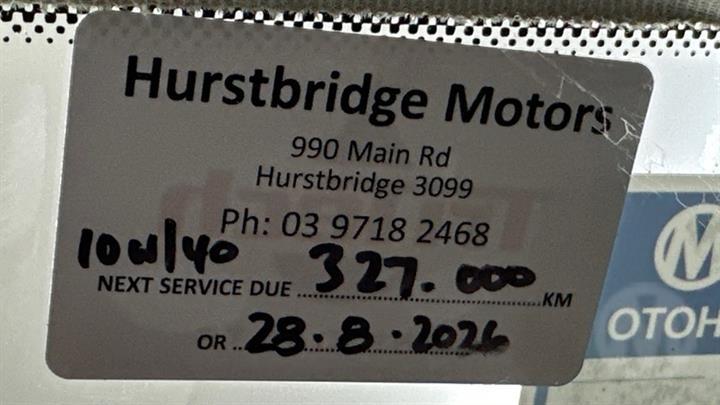 Hurstbridge Motors
990 Main Rd
Hurstbridge 3099
Ph: 03 9718 2468
10W/40
NEXT SERVICE DUE 327.000 KM
OR 28.8.2026
OTOH